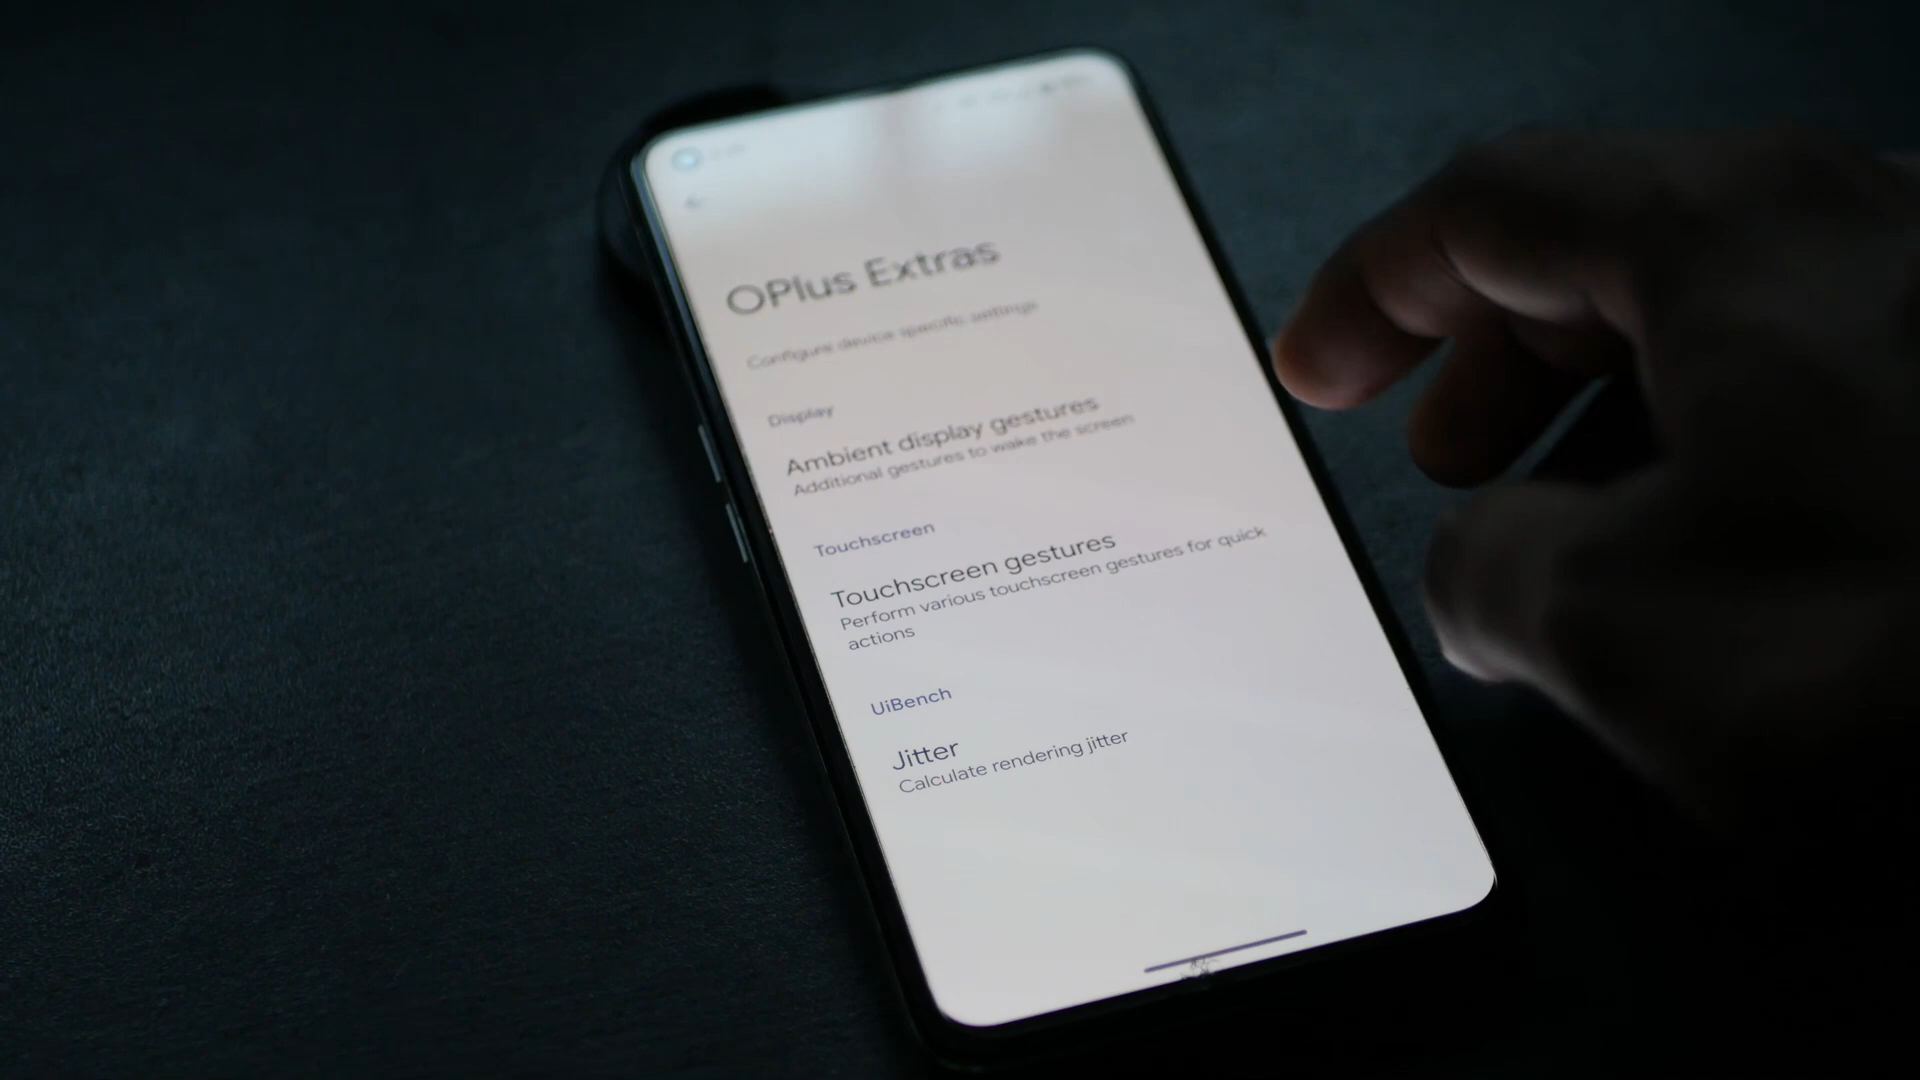 OPlus Extras
Configure device specific settings
Display
Ambient display gestures
Additional gestures to wake the screen
Touchscreen
Touchscreen gestures
Perform various touchscreen gestures for quick
actions
UiBench
Jitter
Calculate rendering jitter